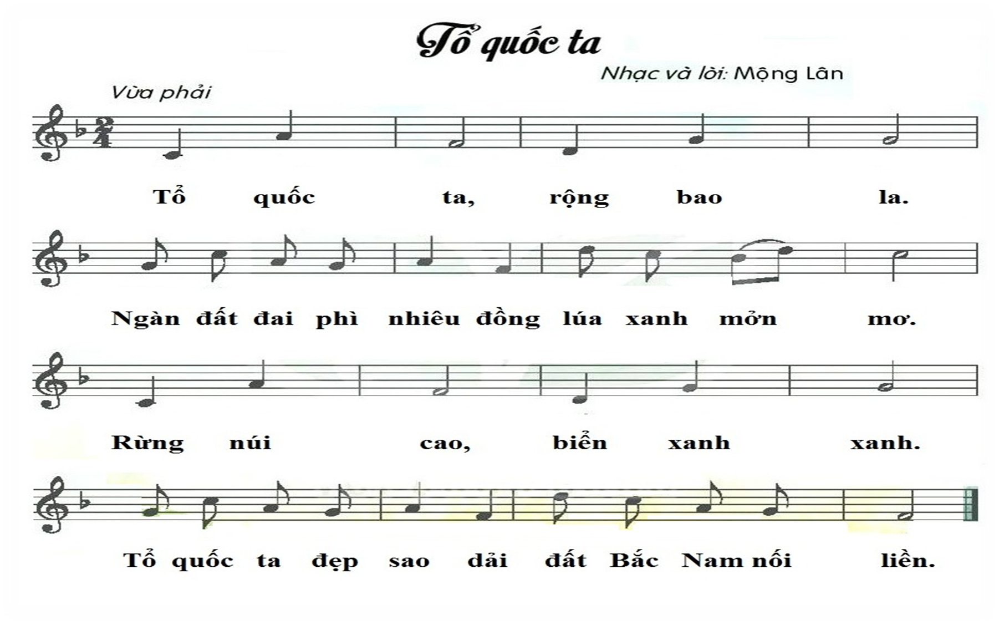 Tổ quốc ta
Nhạc và lời: Mộng Lân
Vừa phải
2
4
Tổ quốc ta, rộng bao la.
Ngàn đất đai phì nhiêu đồng lúa xanh mởn mơ.
Rừng núi cao, biển xanh xanh.
Tổ quốc ta đẹp sao dải đất Bắc Nam nối liền.